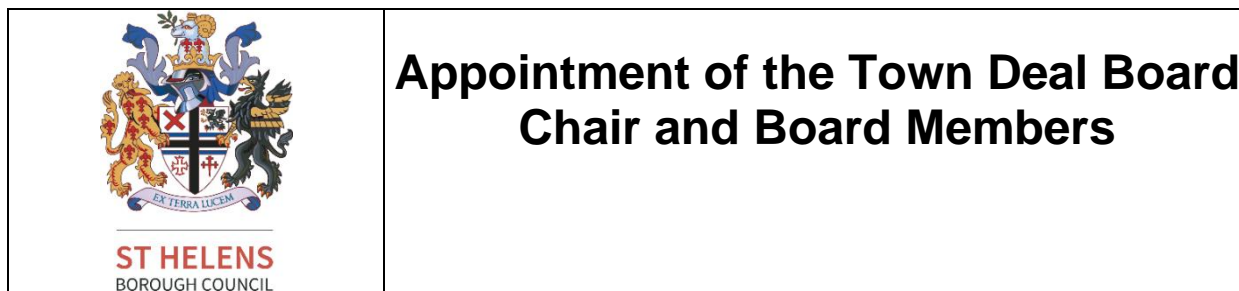 EX TERRA LUCEM
ST HELENS
BOROUGH COUNCIL
Appointment of the Town Deal Board
Chair and Board Members